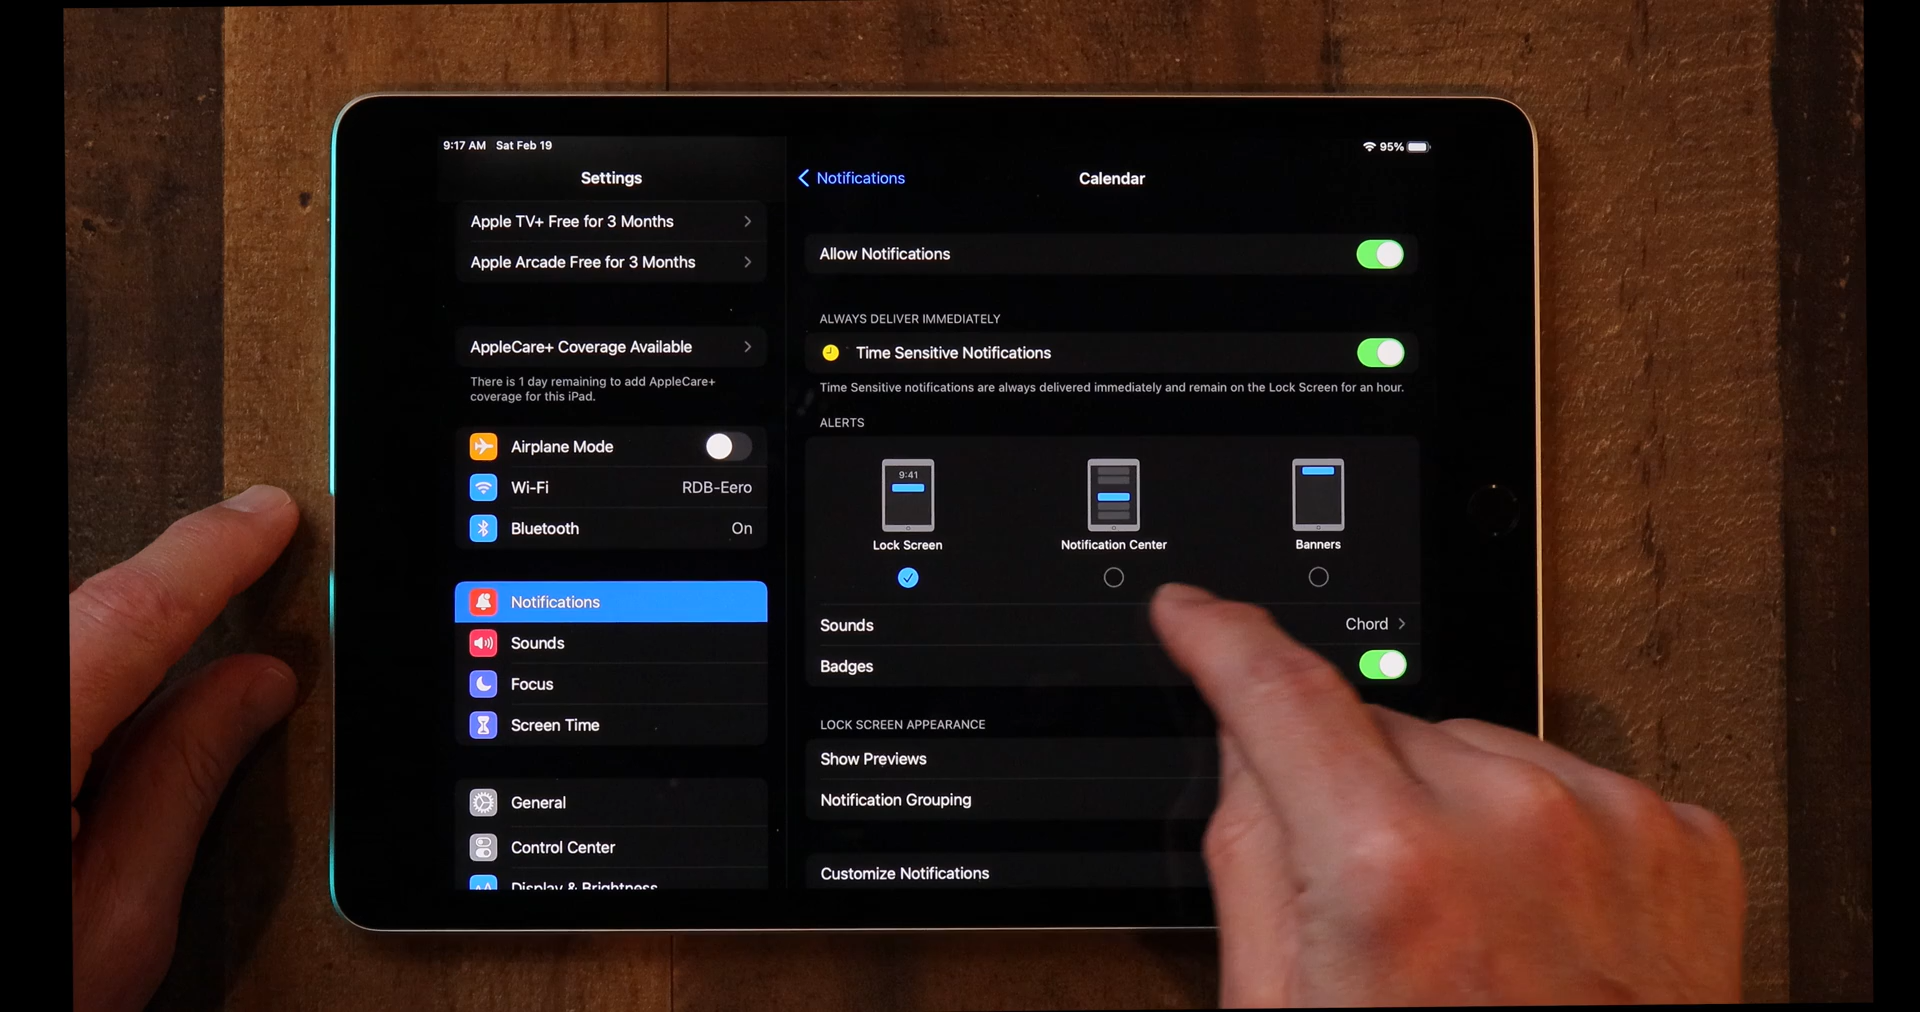 9:17 AM Sat Feb 19
95%
Settings
Apple TV+ Free for 3 Months
Apple Arcade Free for 3 Months
AppleCare+ Coverage Available
There is 1 day remaining to add AppleCare+
coverage for this iPad.
Airplane Mode
Wi-Fi RDB-Eero
Bluetooth On
Notifications
Sounds
Focus
Screen Time
General
Control Center
Display & Brightness
Notifications
Calendar
Allow Notifications
ALWAYS DELIVER IMMEDIATELY
Time Sensitive Notifications
Time Sensitive notifications are always delivered immediately and remain on the Lock Screen for an hour.
ALERTS
9:41
Lock Screen
Notification Center
Banners
Sounds Chord
Badges
LOCK SCREEN APPEARANCE
Show Previews
Notification Grouping
Customize Notifications